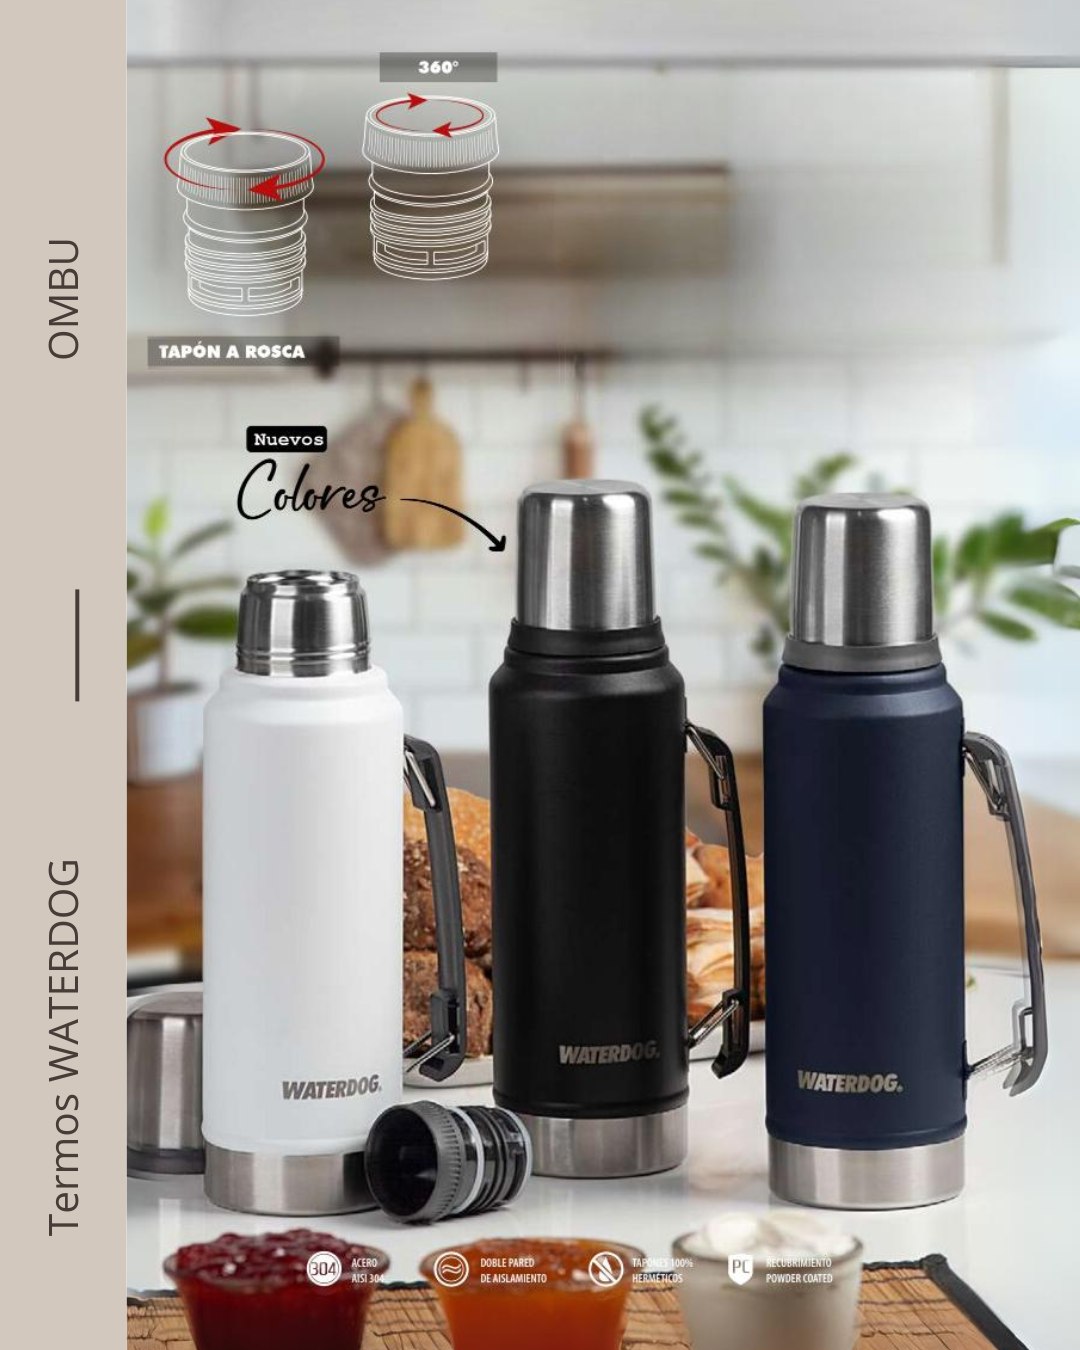 360°
TAPÓN A ROSCA
Nuevos
Colores
WATERDOG.
WATERDOG.
WATERDOG.
304 ACERO
AISI 304
DOBLE PARED
DE AISLAMIENTO
TAPONES 100%
HERMÉTICOS
PC RECUBRIMIENTO
POWDER COATED
Termos WATERDOG
OMBU